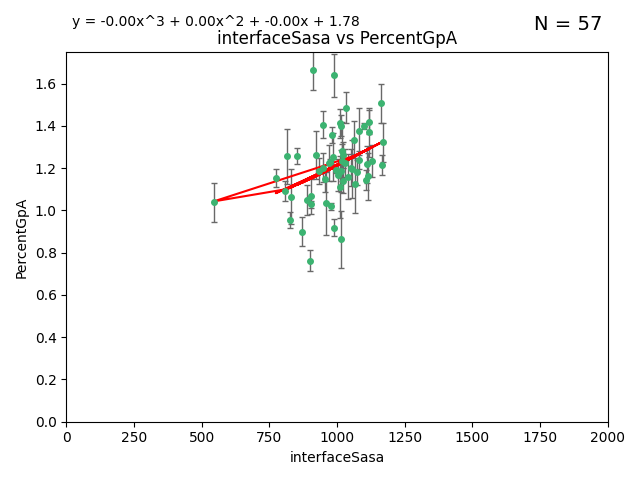 y = -0.00x^3 + 0.00x^2 + -0.00x + 1.78
N = 57
interfaceSasa vs PercentGpA
PercentGpA
1.6
1.4
1.2
1.0
0.8
0.6
0.4
0.2
0.0
0 250 500 750 1000 1250 1500 1750 2000
interfaceSasa